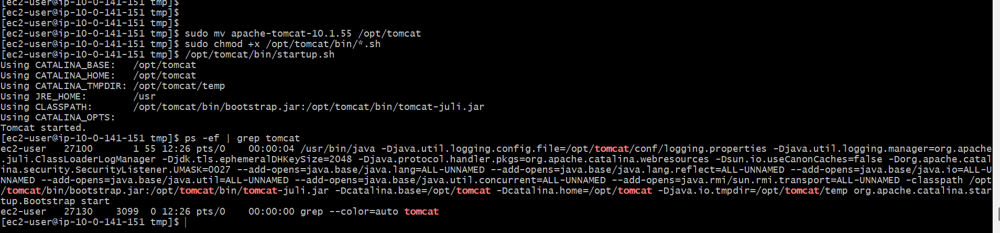 [ec2-user@ip-10-0-141-151 tmp]$
[ec2-user@ip-10-0-141-151 tmp]$
[ec2-user@ip-10-0-141-151 tmp]$
[ec2-user@ip-10-0-141-151 tmp]$ sudo mv apache-tomcat-10.1.55 /opt/tomcat
[ec2-user@ip-10-0-141-151 tmp]$ sudo chmod +x /opt/tomcat/bin/*.sh
[ec2-user@ip-10-0-141-151 tmp]$ /opt/tomcat/bin/startup.sh
Using CATALINA_BASE:   /opt/tomcat
Using CATALINA_HOME:   /opt/tomcat
Using CATALINA_TMPDIR: /opt/tomcat/temp
Using JRE_HOME:        /usr
Using CLASSPATH:       /opt/tomcat/bin/bootstrap.jar:/opt/tomcat/bin/tomcat-juli.jar
Using CATALINA_OPTS:
Tomcat started.
[ec2-user@ip-10-0-141-151 tmp]$ ps -ef | grep tomcat
ec2-user   27100       1 55 12:26 pts/0    00:00:04 /usr/bin/java -Djava.util.logging.config.file=/opt/tomcat/conf/logging.properties -Djava.util.logging.manager=org.apache
.juli.ClassLoaderLogManager -Djdk.tls.ephemeralDHKeySize=2048 -Djava.protocol.handler.pkgs=org.apache.catalina.webresources -Dsun.io.useCanonCaches=false -Dorg.apache.catal
ina.security.SecurityListener.UMASK=0027 --add-opens=java.base/java.lang=ALL-UNNAMED --add-opens=java.base/java.lang.reflect=ALL-UNNAMED --add-opens=java.base/java.io=ALL-U
NNAMED --add-opens=java.base/java.util=ALL-UNNAMED --add-opens=java.base/java.util.concurrent=ALL-UNNAMED --add-opens=java.rmi/sun.rmi.transport=ALL-UNNAMED -classpath /opt
/tomcat/bin/bootstrap.jar:/opt/tomcat/bin/tomcat-juli.jar -Dcatalina.base=/opt/tomcat -Dcatalina.home=/opt/tomcat -Djava.io.tmpdir=/opt/tomcat/temp org.apache.catalina.star
tup.Bootstrap start
ec2-user   27130    3099  0 12:26 pts/0    00:00:00 grep --color=auto tomcat
[ec2-user@ip-10-0-141-151 tmp]$